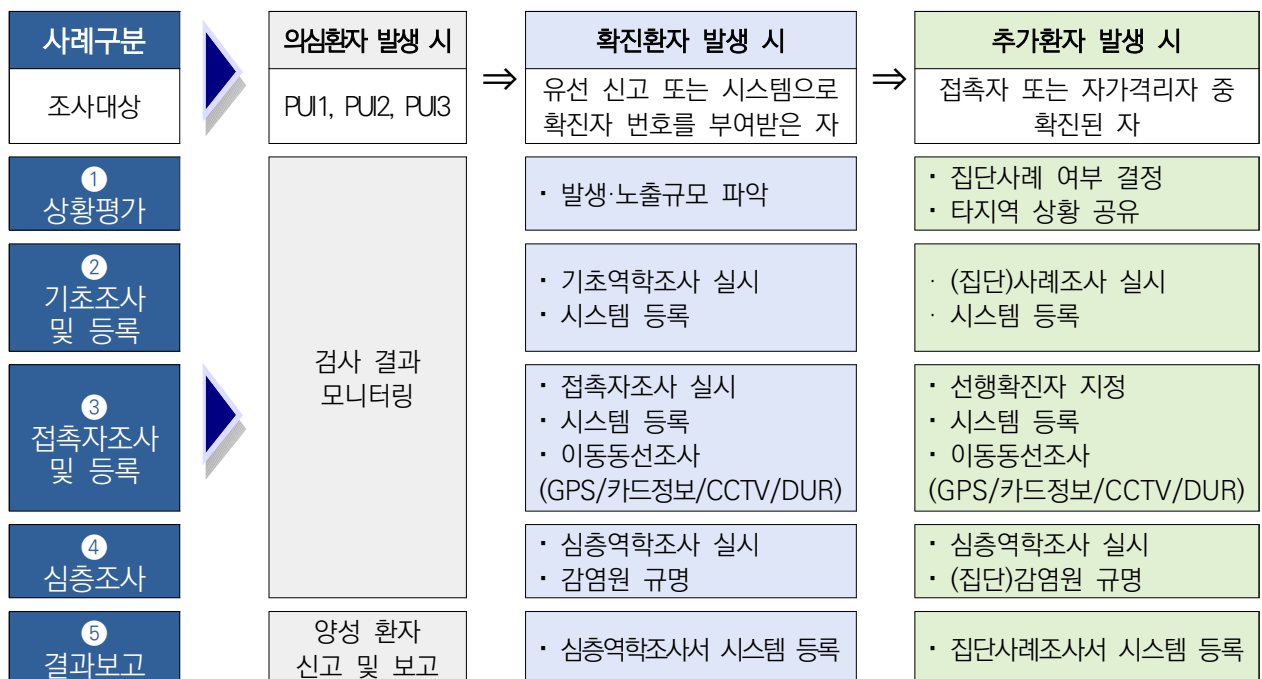 사례구분
조사대상
의심환자 발생 시
PUI1, PUI2, PUI3
⇒
확진환자 발생 시
유선 신고 또는 시스템으로
확진자 번호를 부여받은 자
⇒
추가환자 발생 시
접촉자 또는 자가격리자 중
확진된 자
❶
상황평가
검사 결과
모니터링
· 발생·노출규모 파악
· 집단사례 여부 결정
· 타지역 상황 공유
❷
기초조사
및 등록
· 기초역학조사 실시
· 시스템 등록
· (집단)사례조사 실시
· 시스템 등록
❸
접촉자조사
및 등록
· 접촉자조사 실시
· 시스템 등록
· 이동동선조사
(GPS/카드정보/CCTV/DUR)
· 선행확진자 지정
· 시스템 등록
· 이동동선조사
(GPS/카드정보/CCTV/DUR)
❹
심층조사
· 심층역학조사 실시
· 감염원 규명
· 심층역학조사 실시
· (집단)감염원 규명
❺
결과보고
양성 환자
신고 및 보고
· 심층역학조사서 시스템 등록
· 집단사례조사서 시스템 등록